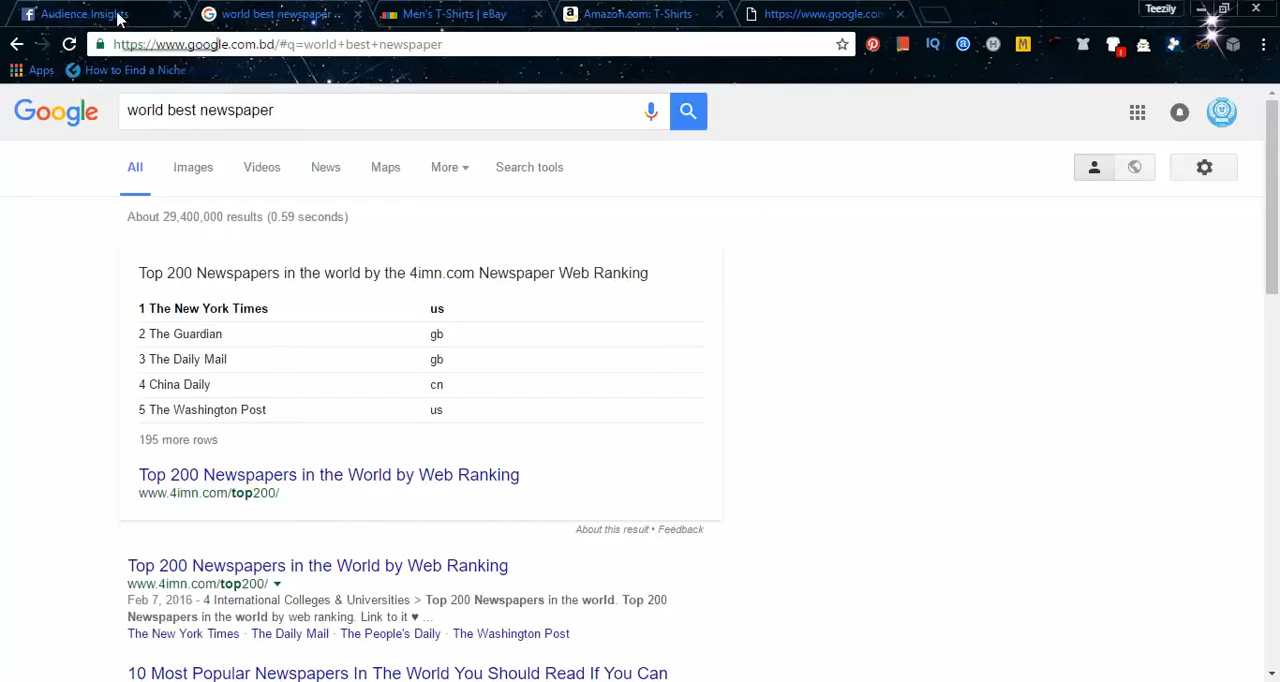 Audience Insights
world best newspaper -
Men's T-Shirts | eBay
Amazon.com: T-Shirts -
https://www.google.com
Teezily
https://www.google.com.bd/#q=world+best+newspaper
IQ
a
H
M
1
Apps
How to Find a Niche
Google
world best newspaper
All
Images
Videos
News
Maps
More
Search tools
About 29,400,000 results (0.59 seconds)
Top 200 Newspapers in the world by the 4imn.com Newspaper Web Ranking
1 The New York Times us
2 The Guardian gb
3 The Daily Mail gb
4 China Daily cn
5 The Washington Post us
195 more rows
Top 200 Newspapers in the World by Web Ranking
www.4imn.com/top200/
About this result • Feedback
Top 200 Newspapers in the World by Web Ranking
www.4imn.com/top200/
Feb 7, 2016 - 4 International Colleges & Universities > Top 200 Newspapers in the world. Top 200
Newspapers in the world by web ranking. Link to it ♥ ...
The New York Times · The Daily Mail · The People's Daily · The Washington Post
10 Most Popular Newspapers In The World You Should Read If You Can